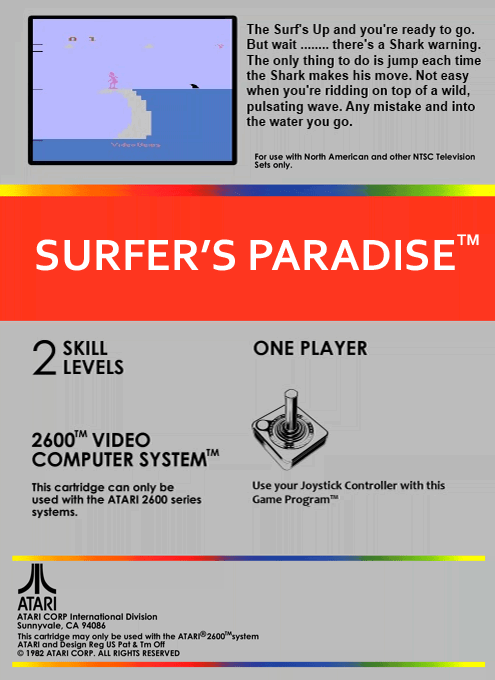 The Surf's Up and you're ready to go.
But wait ........ there's a Shark warning.
The only thing to do is jump each time
the Shark makes his move. Not easy
when you're ridding on top of a wild,
pulsating wave. Any mistake and into
the water you go.
For use with North American and other NTSC Television
Sets only.
SURFER'S PARADISE™
2 SKILL
LEVELS
ONE PLAYER
2600™ VIDEO
COMPUTER SYSTEM™
This cartridge can only be
used with the ATARI 2600 series
systems.
Use your Joystick Controller with this
Game Program™
ATARI
ATARI CORP International Division
Sunnyvale, CA 94086
This cartridge may only be used with the ATARI® 2600™ system
ATARI and Design Reg US Pat & Tm Off
© 1982 ATARI CORP. ALL RIGHTS RESERVED